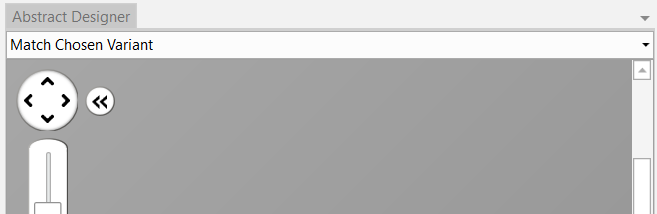 Abstract Designer
Match Chosen Variant